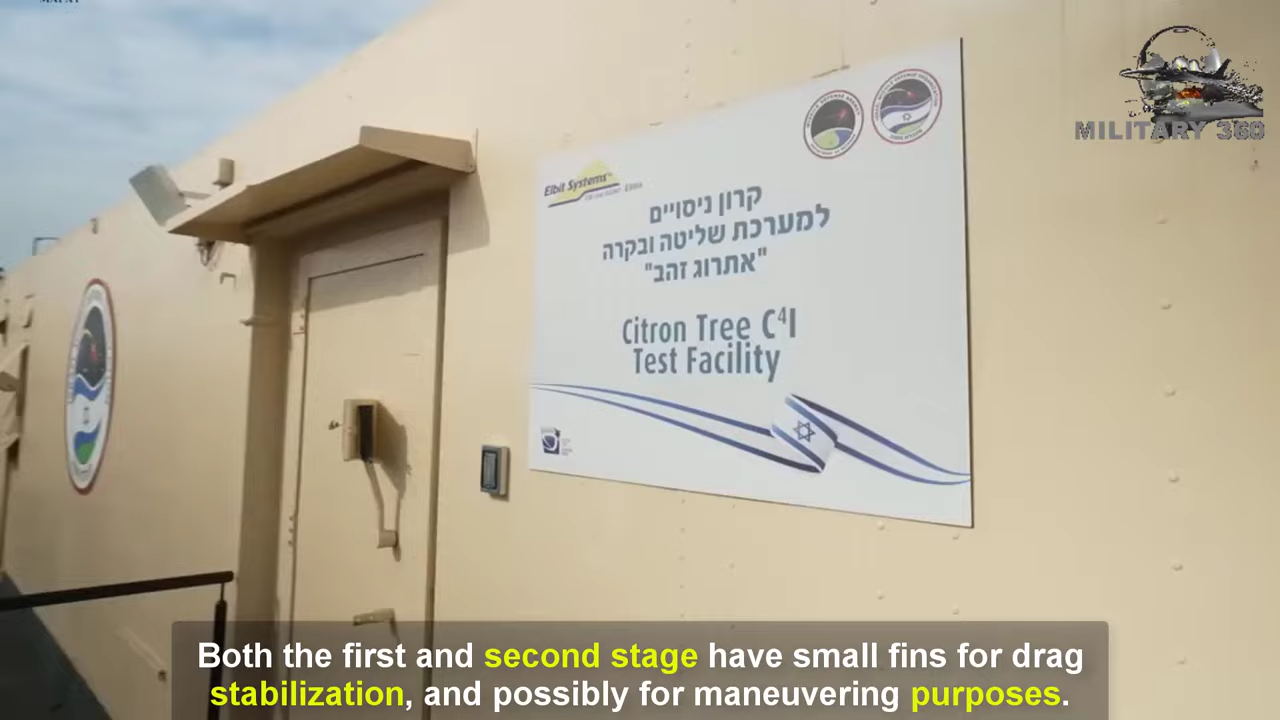 MILITARY 360
Elbit Systems™
קרון ניסויים
למערכת שליטה ובקרה
"אתרוג זהב"
Citron Tree C⁴I
Test Facility
Both the first and second stage have small fins for drag
stabilization, and possibly for maneuvering purposes.